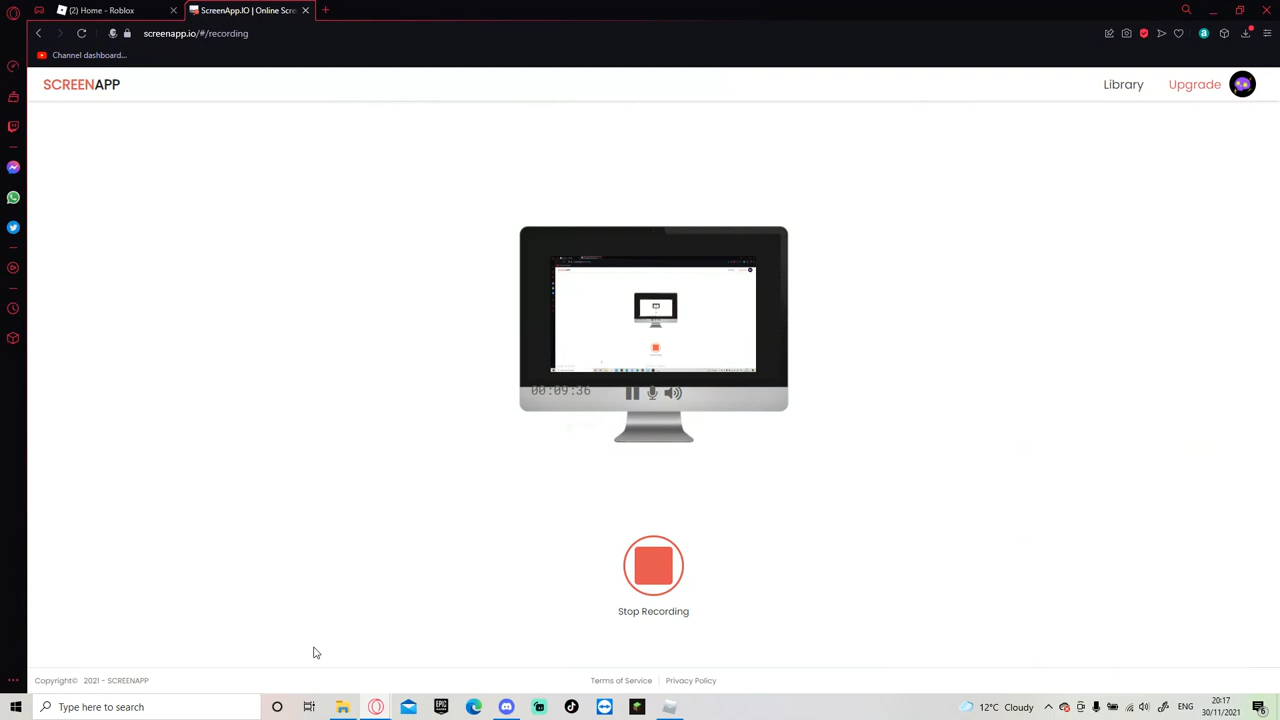 (2) Home - Roblox
ScreenApp.IO | Online Scre
screenapp.io/#/recording
Channel dashboard...
SCREENAPP
Library
Upgrade
00:09:36
Stop Recording
Copyright© 2021 - SCREENAPP
Terms of Service
Privacy Policy
Type here to search
EPIC
12°C Cloudy
ENG
20:17
30/11/2021
6